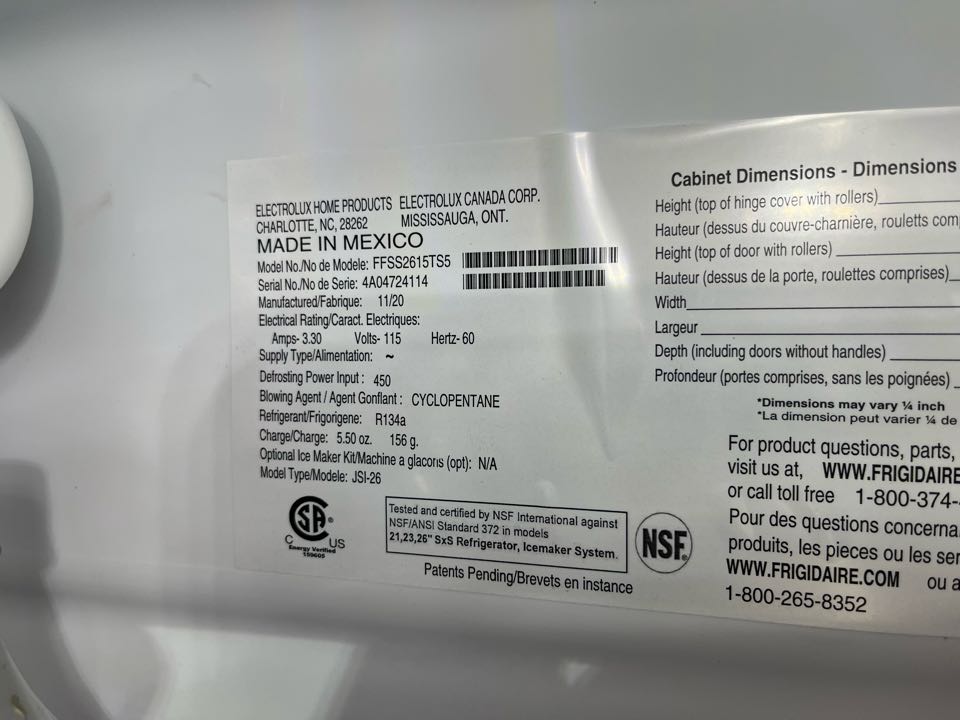 ELECTROLUX HOME PRODUCTS ELECTROLUX CANADA CORP.
CHARLOTTE, NC, 28262 MISSISSAUGA, ONT.
MADE IN MEXICO
Model No./No de Modele: FFSS2615TS5
Serial No./No de Serie: 4A04724114
Manufactured/Fabrique: 11/20
Electrical Rating/Caract. Electriques:
Amps- 3.30 Volts- 115 Hertz- 60
Supply Type/Alimentation: ~
Defrosting Power Input : 450
Blowing Agent / Agent Gonflant : CYCLOPENTANE
Refrigerant/Frigorigene: R134a
Charge/Charge: 5.50 oz. 156 g.
Optional Ice Maker Kit/Machine a glacons (opt): N/A
Model Type/Modele: JSI-26
CSA ®
C US
Energy Verified
159605
Tested and certified by NSF International against
NSF/ANSI Standard 372 in models
21,23,26" SxS Refrigerator, Icemaker System.
NSF®
Patents Pending/Brevets en instance
Cabinet Dimensions - Dimensions
Height (top of hinge cover with rollers)
Hauteur (dessus du couvre-charnière, rouletts com
Height (top of door with rollers)
Hauteur (dessus de la porte, roulettes comprises)
Width
Largeur
Depth (including doors without handles)
Profondeur (portes comprises, sans les poignées)
*Dimensions may vary ¼ inch
*La dimension peut varier ¼ de
For product questions, parts,
visit us at, WWW.FRIGIDAIRE
or call toll free 1-800-374-
Pour des questions concerna
produits, les pieces ou les ser
WWW.FRIGIDAIRE.COM ou a
1-800-265-8352